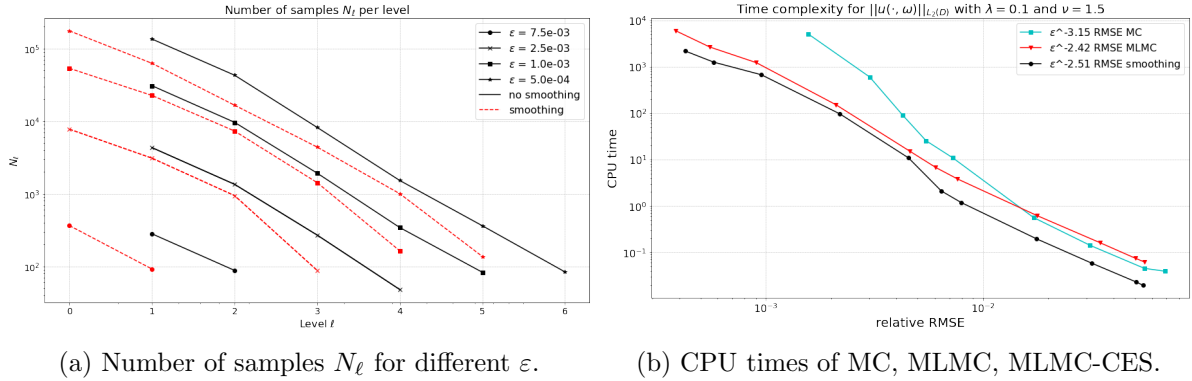 Number of samples N_ℓ per level
ε = 7.5e-03
ε = 2.5e-03
ε = 1.0e-03
ε = 5.0e-04
no smoothing
smoothing
N_ℓ
10^5
10^4
10^3
10^2
0 1 2 3 4 5 6
Level ℓ
(a) Number of samples N_ℓ for different ε.
Time complexity for ||u(·, ω)||_{L_2(D)} with λ = 0.1 and ν = 1.5
ε^-3.15 RMSE MC
ε^-2.42 RMSE MLMC
ε^-2.51 RMSE smoothing
CPU time
10^4
10^3
10^2
10^1
10^0
10^−1
10^−3 10^−2
relative RMSE
(b) CPU times of MC, MLMC, MLMC-CES.